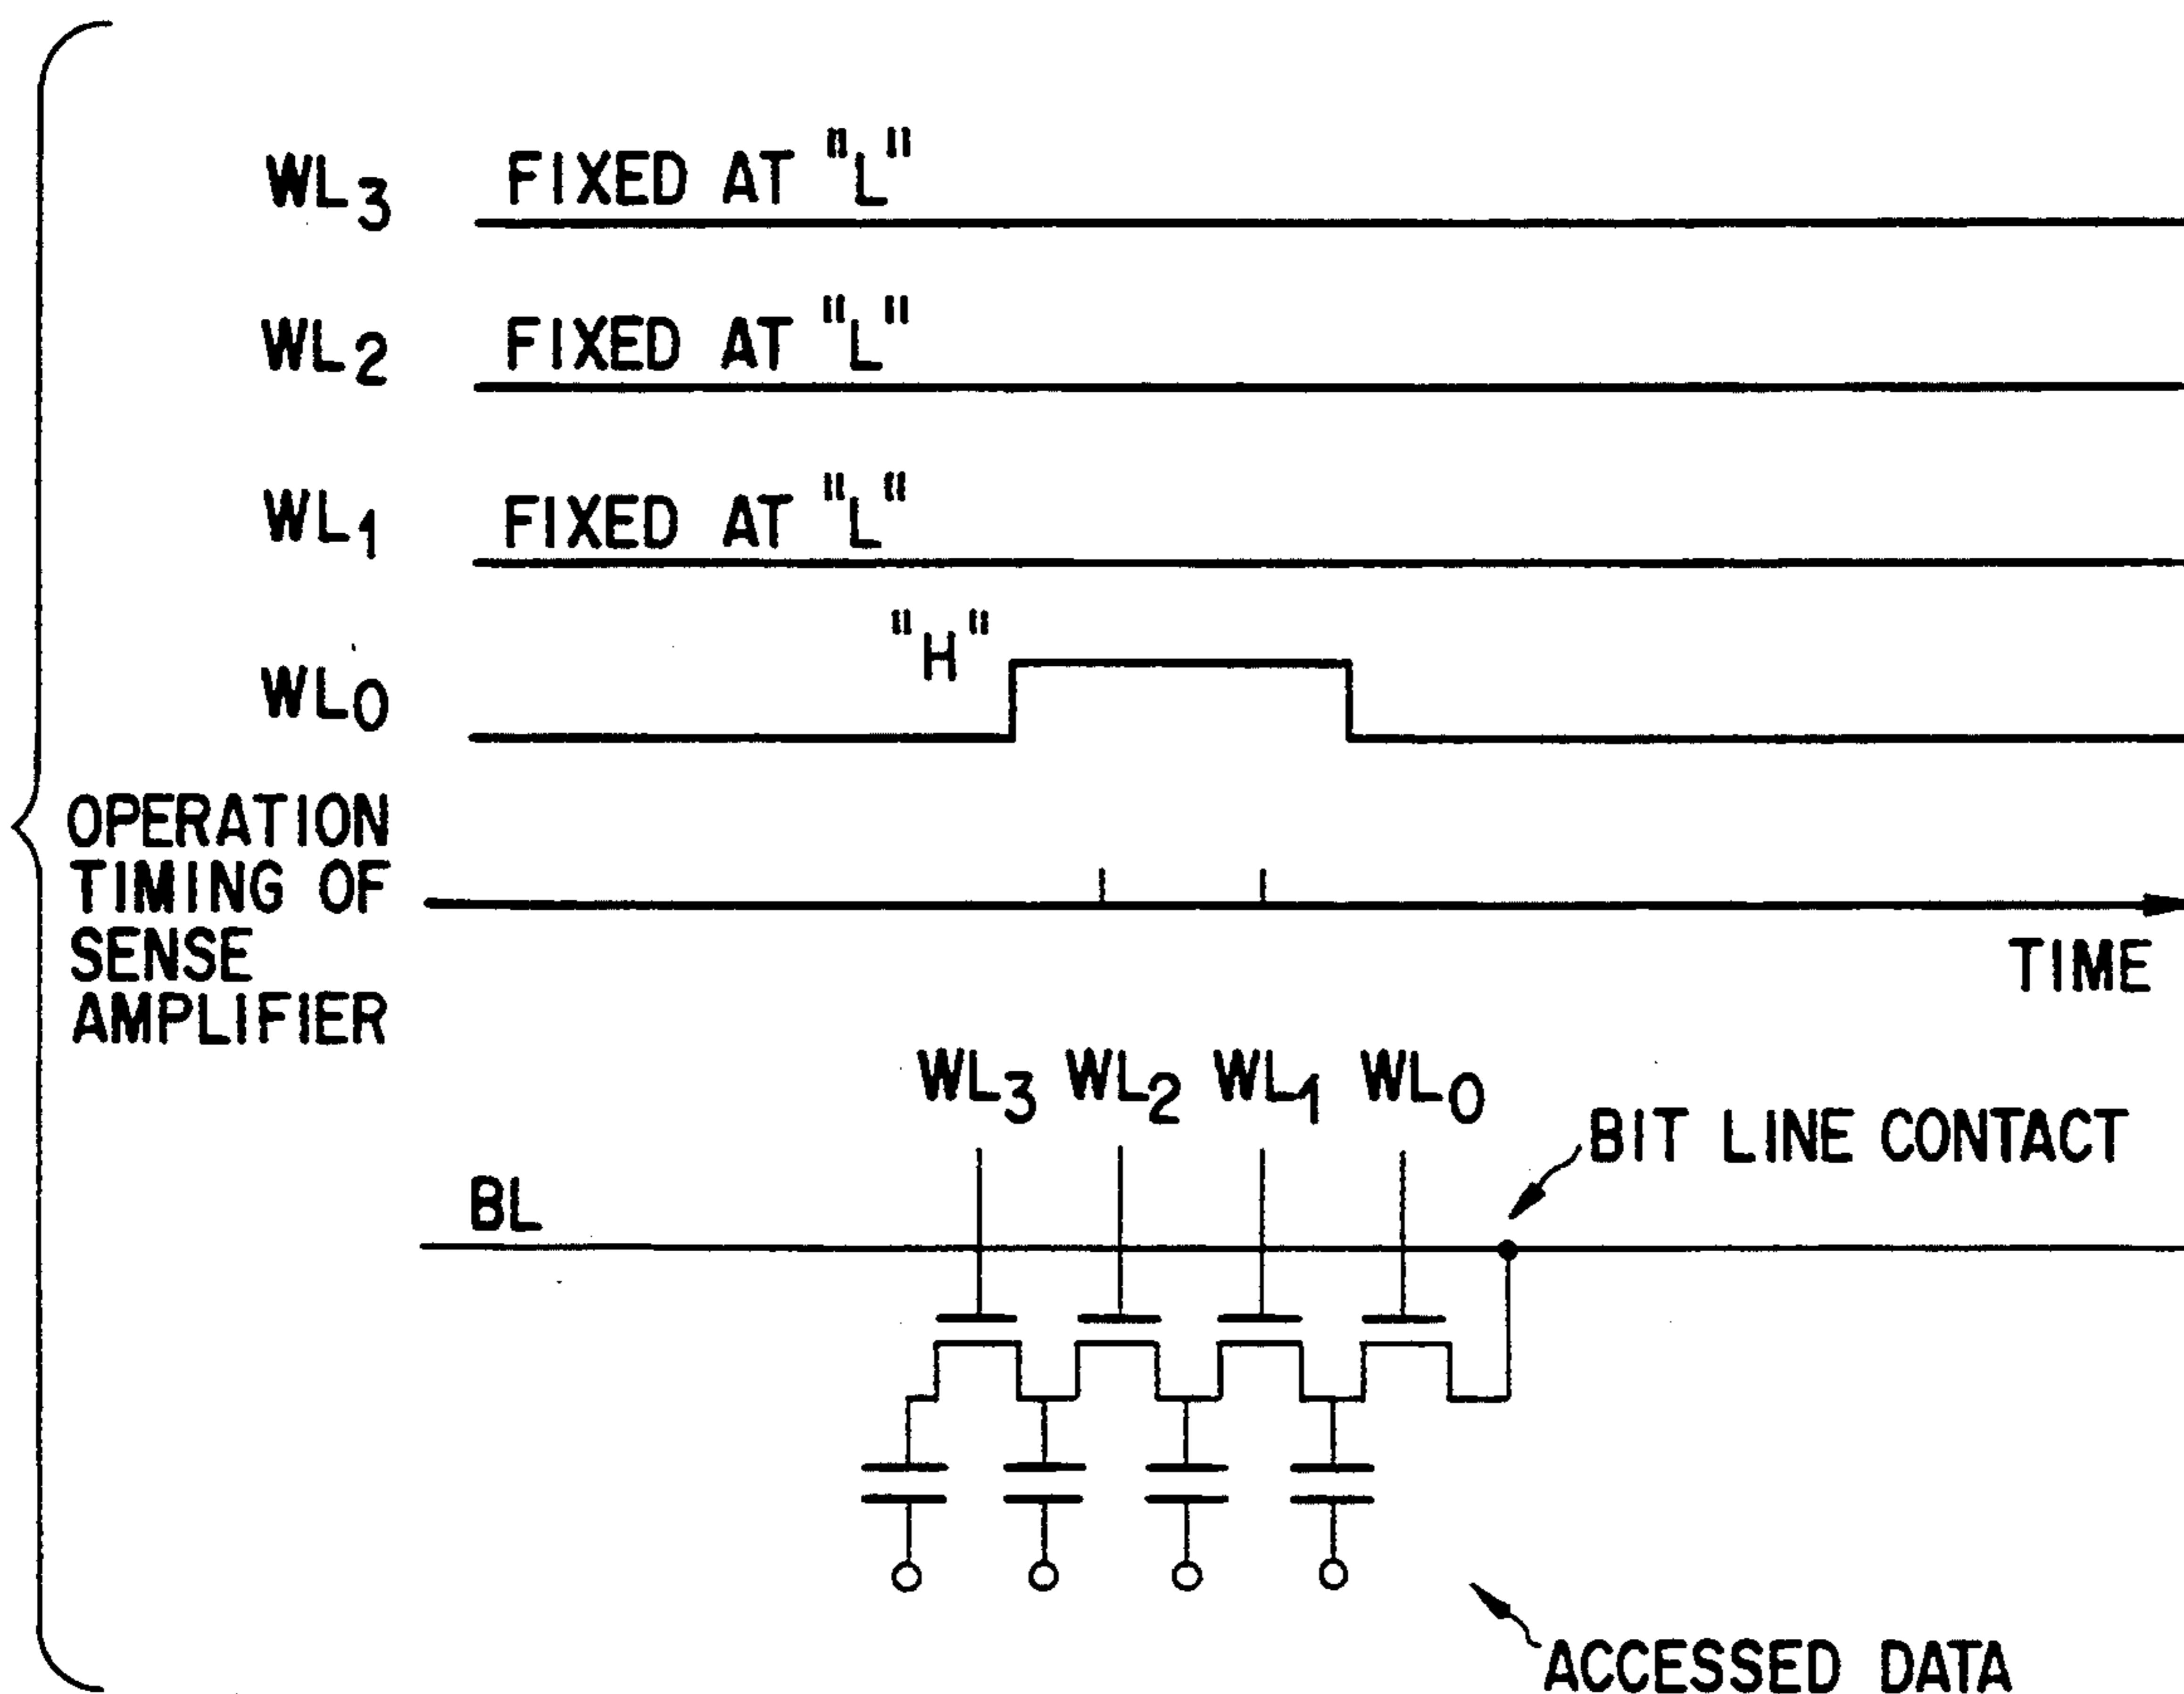 WL3 FIXED AT "L"
WL2 FIXED AT "L"
WL1 FIXED AT "L"
"H"
WL0
OPERATION
TIMING OF
SENSE
AMPLIFIER
TIME
WL3 WL2 WL1 WL0
BIT LINE CONTACT
BL
ACCESSED DATA